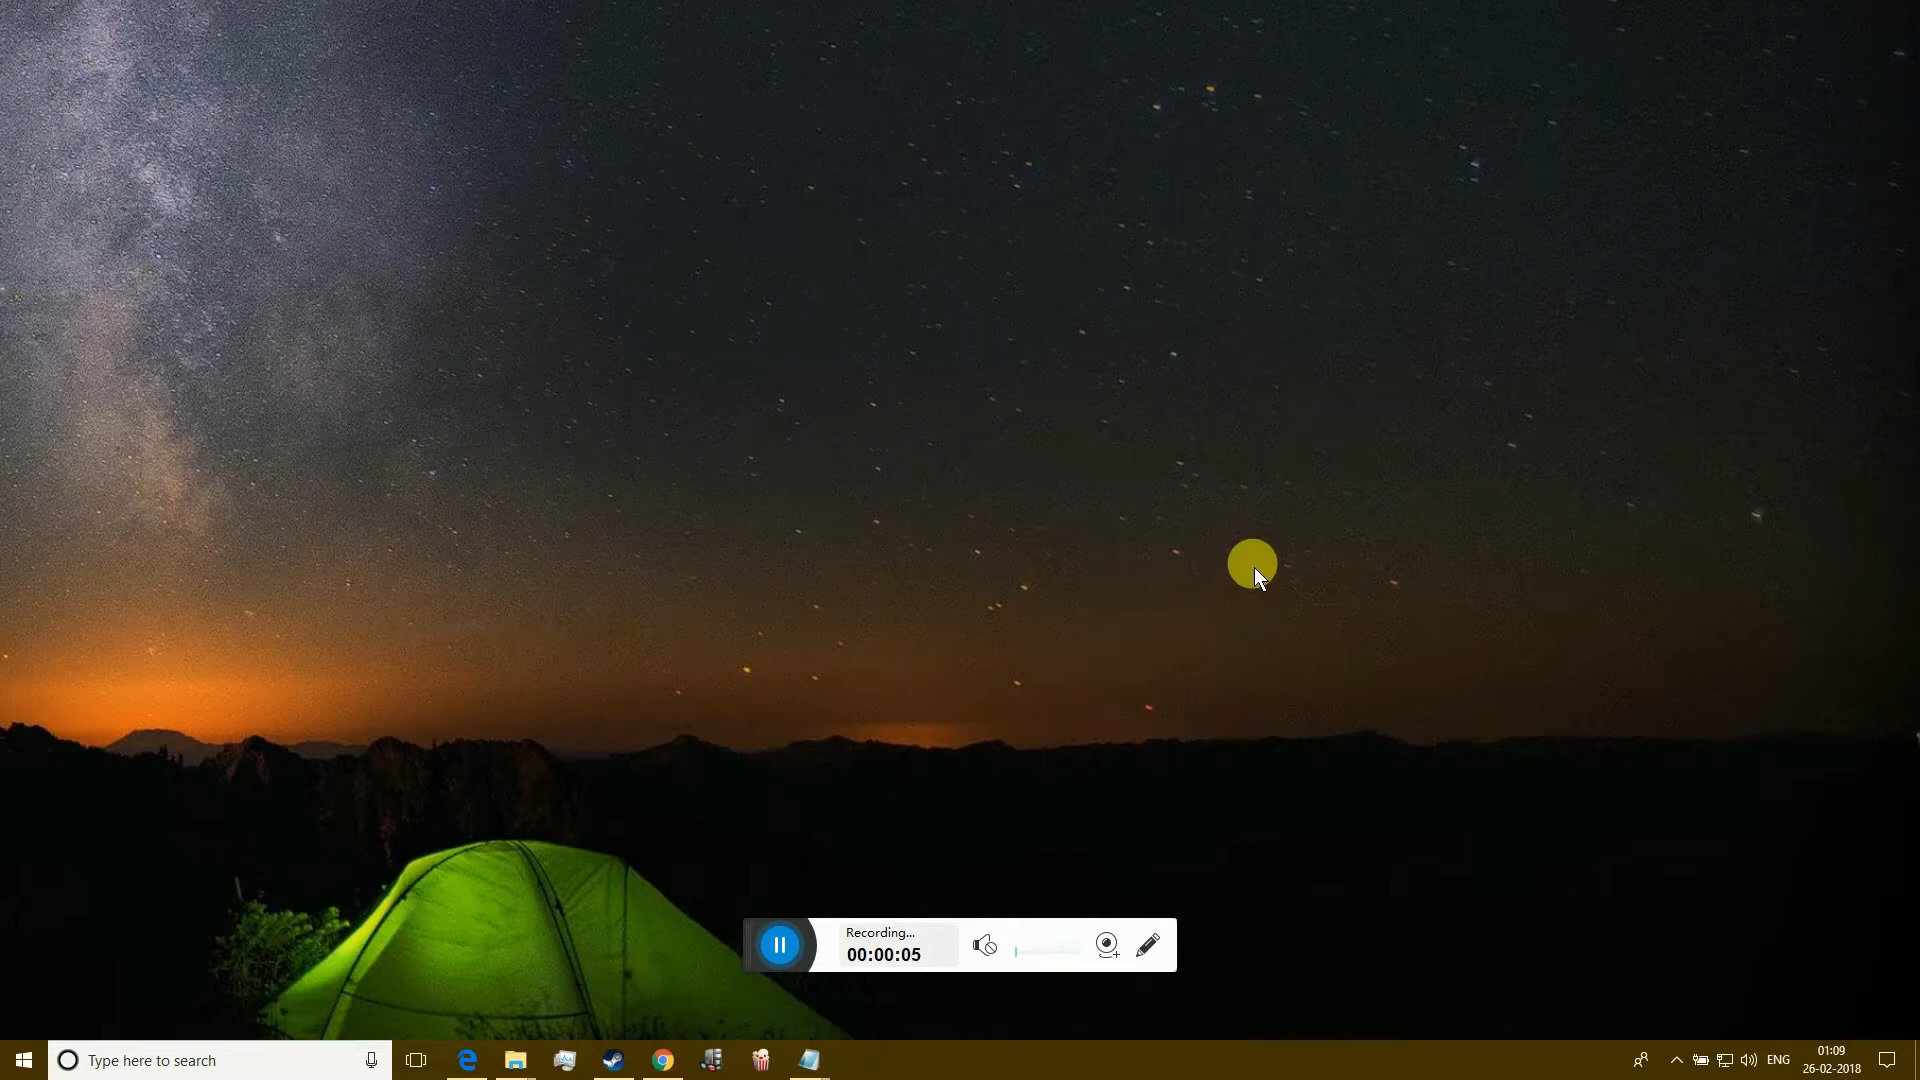 Recording...
00:00:05
Type here to search
ENG
01:09
26-02-2018